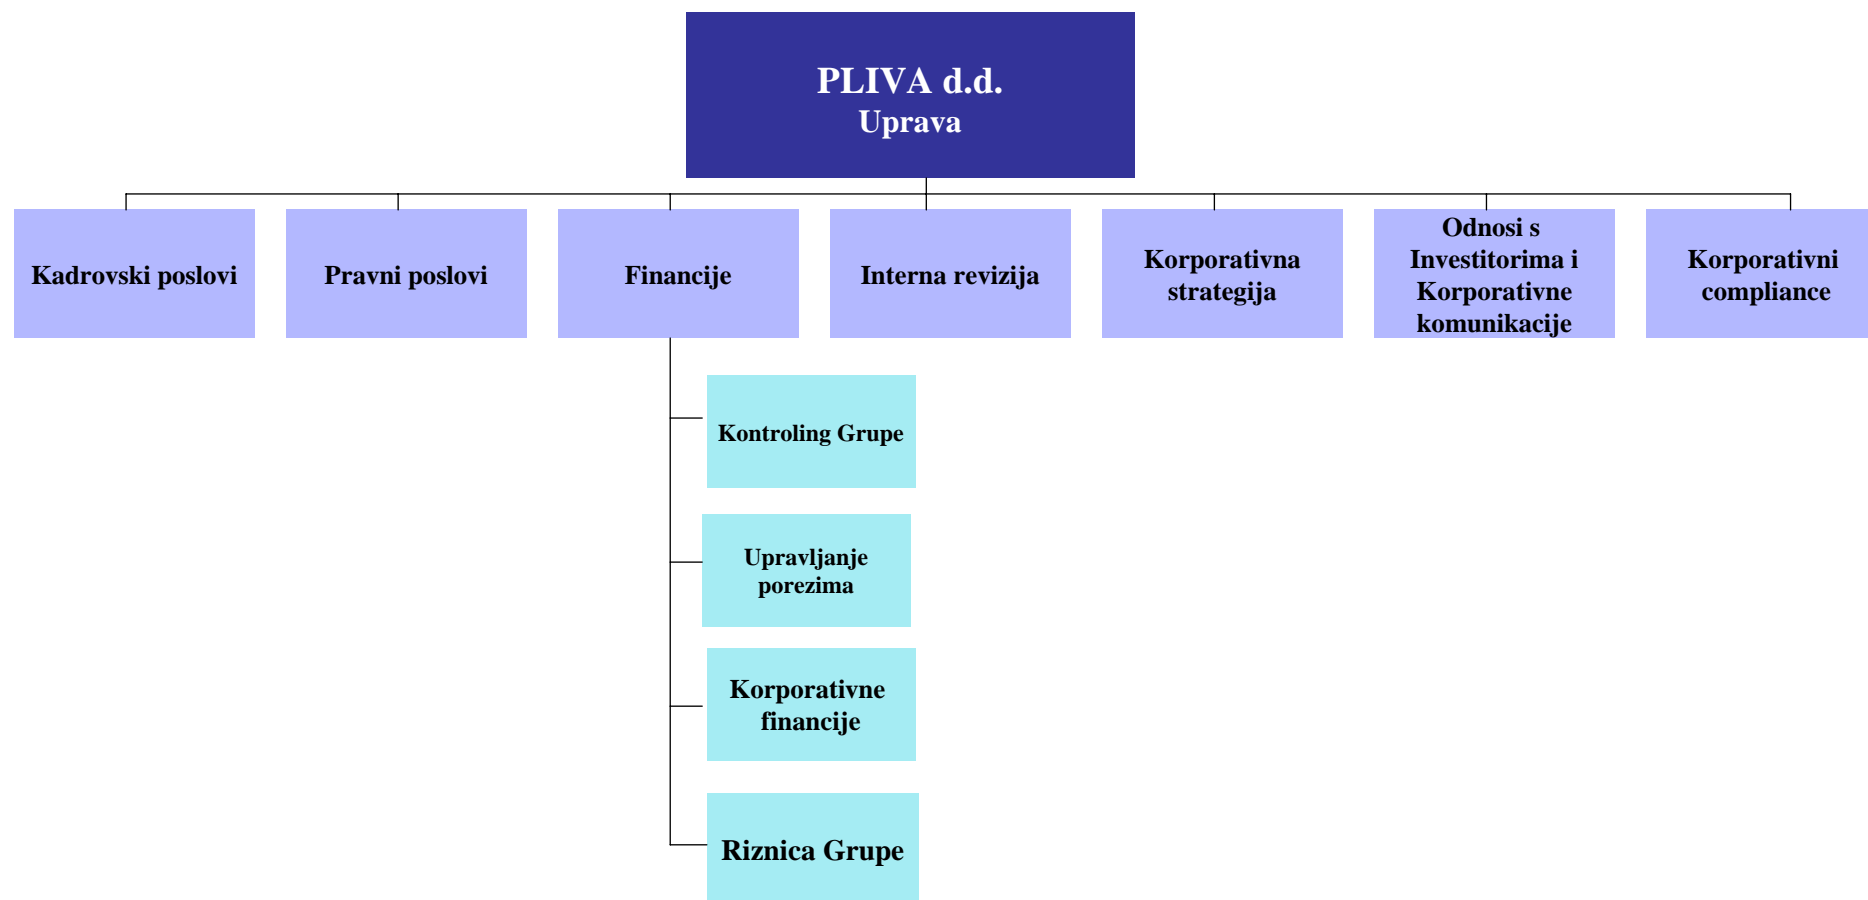 PLIVA d.d.
Uprava
Kadrovski poslovi
Pravni poslovi
Financije
Interna revizija
Korporativna
strategija
Odnosi s
Investitorima i
Korporativne
komunikacije
Korporativni
compliance
Kontroling Grupe
Upravljanje
porezima
Korporativne
financije
Riznica Grupe